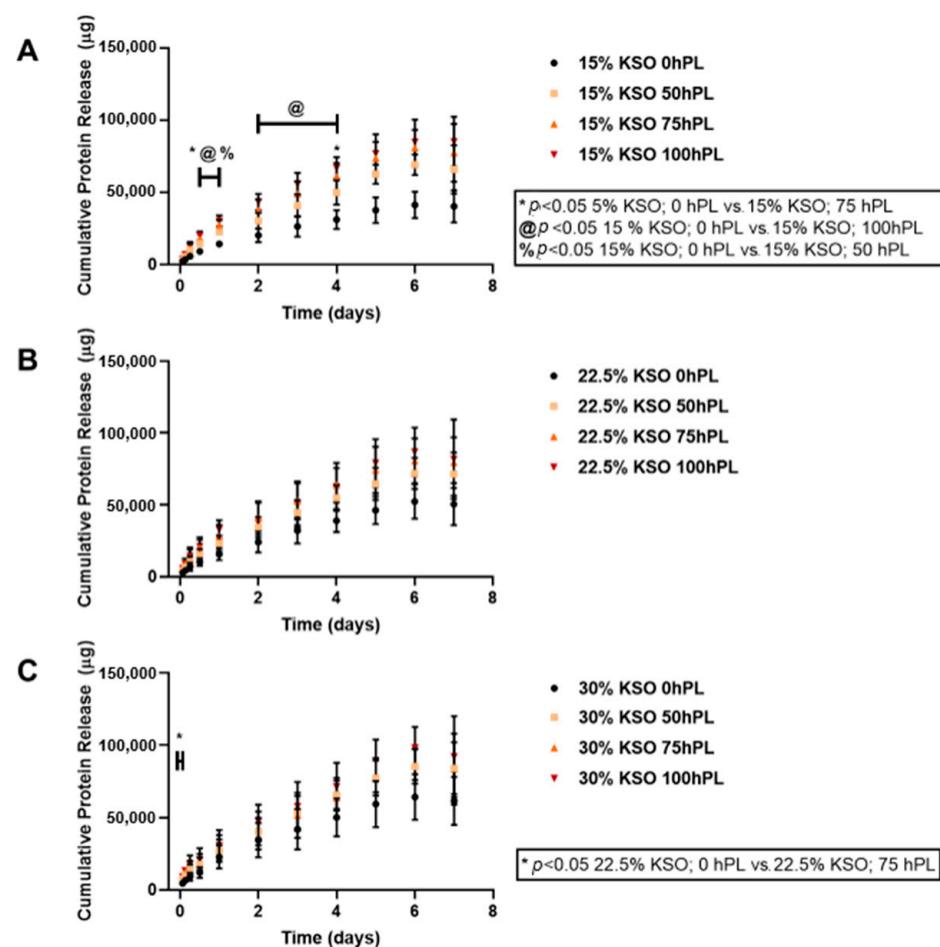 A
Cumulative Protein Release (µg)
150,000
100,000
50,000
0
0 2 4 6 8
Time (days)
* @ %
@
*
15% KSO 0hPL
15% KSO 50hPL
15% KSO 75hPL
15% KSO 100hPL
* p<0.05 5% KSO; 0 hPL vs. 15% KSO; 75 hPL
@ p<0.05 15 % KSO; 0 hPL vs. 15% KSO; 100hPL
% p<0.05 15% KSO; 0 hPL vs. 15% KSO; 50 hPL
B
Cumulative Protein Release (µg)
150,000
100,000
50,000
0
0 2 4 6 8
Time (days)
22.5% KSO 0hPL
22.5% KSO 50hPL
22.5% KSO 75hPL
22.5% KSO 100hPL
C
Cumulative Protein Release (µg)
150,000
100,000
50,000
0
0 2 4 6 8
Time (days)
*
30% KSO 0hPL
30% KSO 50hPL
30% KSO 75hPL
30% KSO 100hPL
* p<0.05 22.5% KSO; 0 hPL vs. 22.5% KSO; 75 hPL